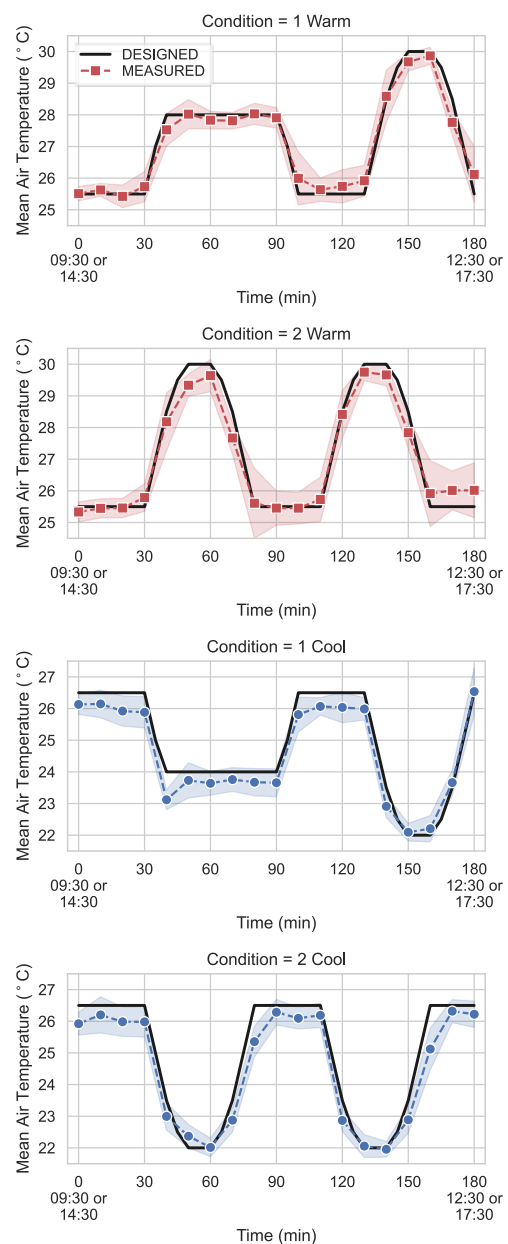 Condition = 1 Warm
DESIGNED
MEASURED
Mean Air Temperature (°C)
30
29
28
27
26
25
0 30 60 90 120 150 180
09:30 or 12:30 or
14:30 17:30
Time (min)
Condition = 2 Warm
Mean Air Temperature (°C)
30
29
28
27
26
25
0 30 60 90 120 150 180
09:30 or 12:30 or
14:30 17:30
Time (min)
Condition = 1 Cool
Mean Air Temperature (°C)
27
26
25
24
23
22
0 30 60 90 120 150 180
09:30 or 12:30 or
14:30 17:30
Time (min)
Condition = 2 Cool
Mean Air Temperature (°C)
27
26
25
24
23
22
0 30 60 90 120 150 180
09:30 or 12:30 or
14:30 17:30
Time (min)